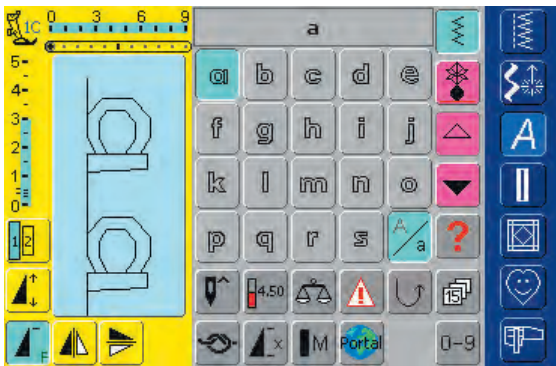 1C 0 3 6 9
a
5-
4-
3-
2-
1-
0-
a b c d @
f g h i j
k l m n o
p q r s A/a ?
1 2
4.50 15
F M Portal 0-9
A